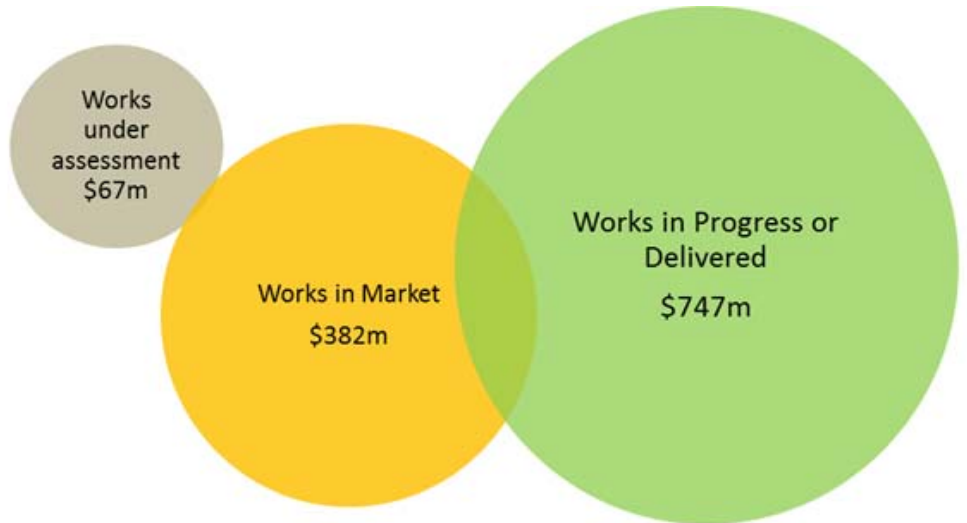 Works
under
assessment
$67m
Works in Market
$382m
Works in Progress or
Delivered
$747m